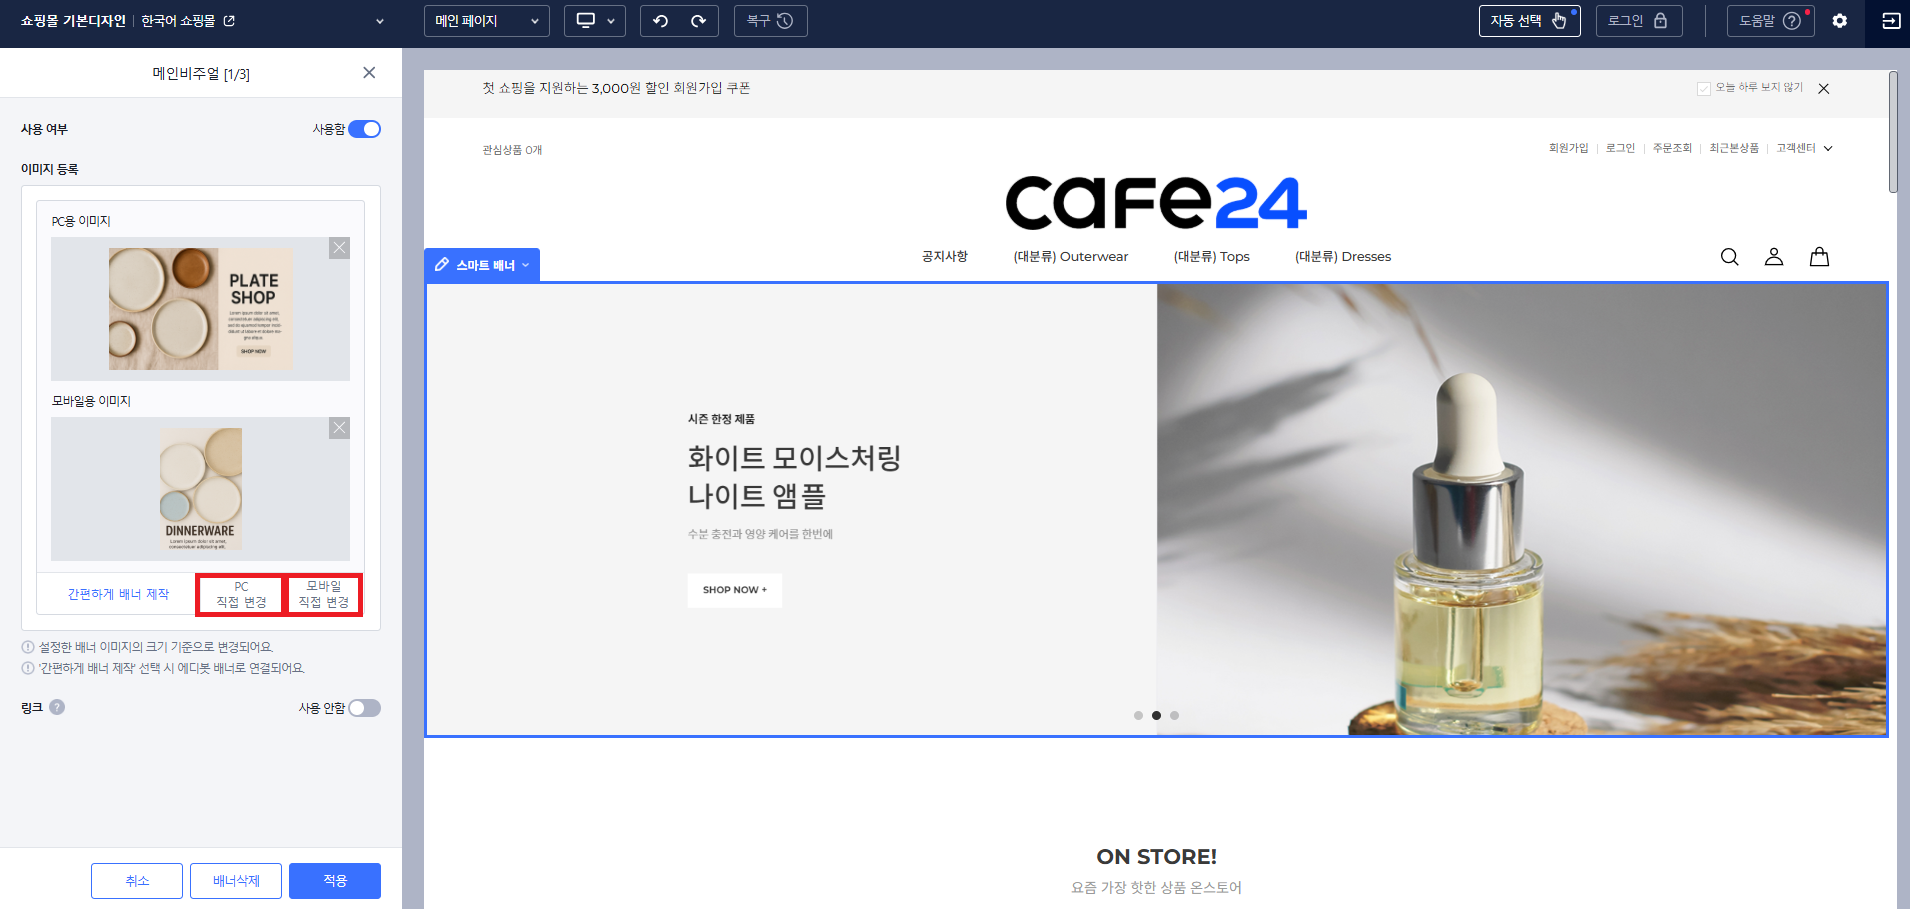 쇼핑몰 기본디자인 한국어 쇼핑몰
메인 페이지
복구
자동 선택
로그인
도움말
메인비주얼 [1/3]
사용 여부
사용함
이미지 등록
PC용 이미지
PLATE
SHOP
Lorem ipsum dolor sit amet,
SHOP NOW
모바일용 이미지
DINNERWARE
Lorem ipsum dolor sit amet,
consectetur adipiscing elit,
간편하게 배너 제작
PC
직접 변경
모바일
직접 변경
설정한 배너 이미지의 크기 기준으로 변경되어요.
'간편하게 배너 제작' 선택 시 에디봇 배너로 연결되어요.
링크 ?
사용 안함
취소
배너삭제
적용
첫 쇼핑을 지원하는 3,000원 할인 회원가입 쿠폰
오늘 하루 보지 않기
관심상품 0개
회원가입
로그인
주문조회
최근본상품
고객센터
cafe24
스마트 배너
공지사항
(대분류) Outerwear
(대분류) Tops
(대분류) Dresses
시즌 한정 제품
화이트 모이스처링
나이트 앰플
수분 충전과 영양 케어를 한번에
SHOP NOW +
ON STORE!
요즘 가장 핫한 상품 온스토어